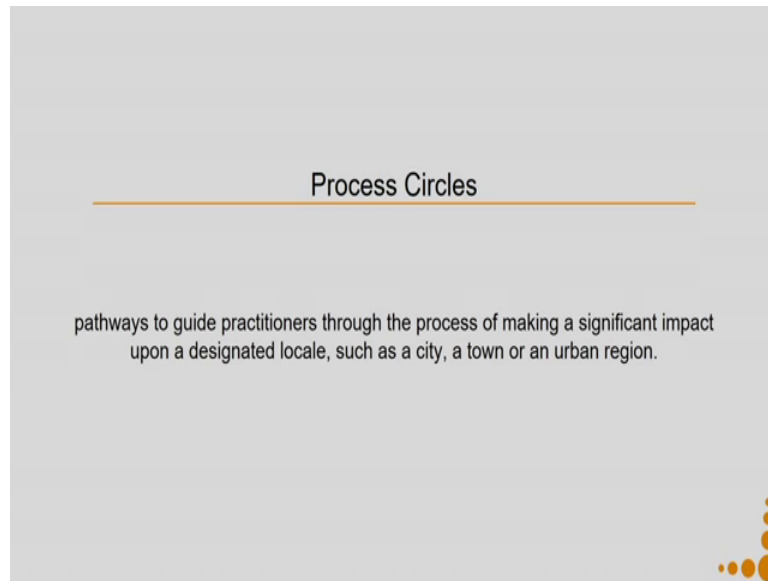 Process Circles
pathways to guide practitioners through the process of making a significant impact
upon a designated locale, such as a city, a town or an urban region.